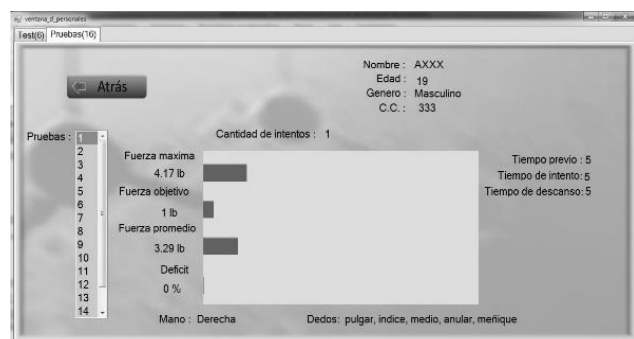 ventana_d_personales
Test(6) Pruebas(16)
Atrás
Nombre : AXXX
Edad : 19
Genero : Masculino
C.C. : 333
Pruebas :
1
2
3
4
5
6
7
8
9
10
11
12
13
14
Cantidad de intentos : 1
Fuerza maxima
4.17 lb
Fuerza objetivo
1 lb
Fuerza promedio
3.29 lb
Deficit
0 %
Tiempo previo : 5
Tiempo de intento: 5
Tiempo de descanso: 5
Mano : Derecha
Dedos: pulgar, indice, medio, anular, meñique